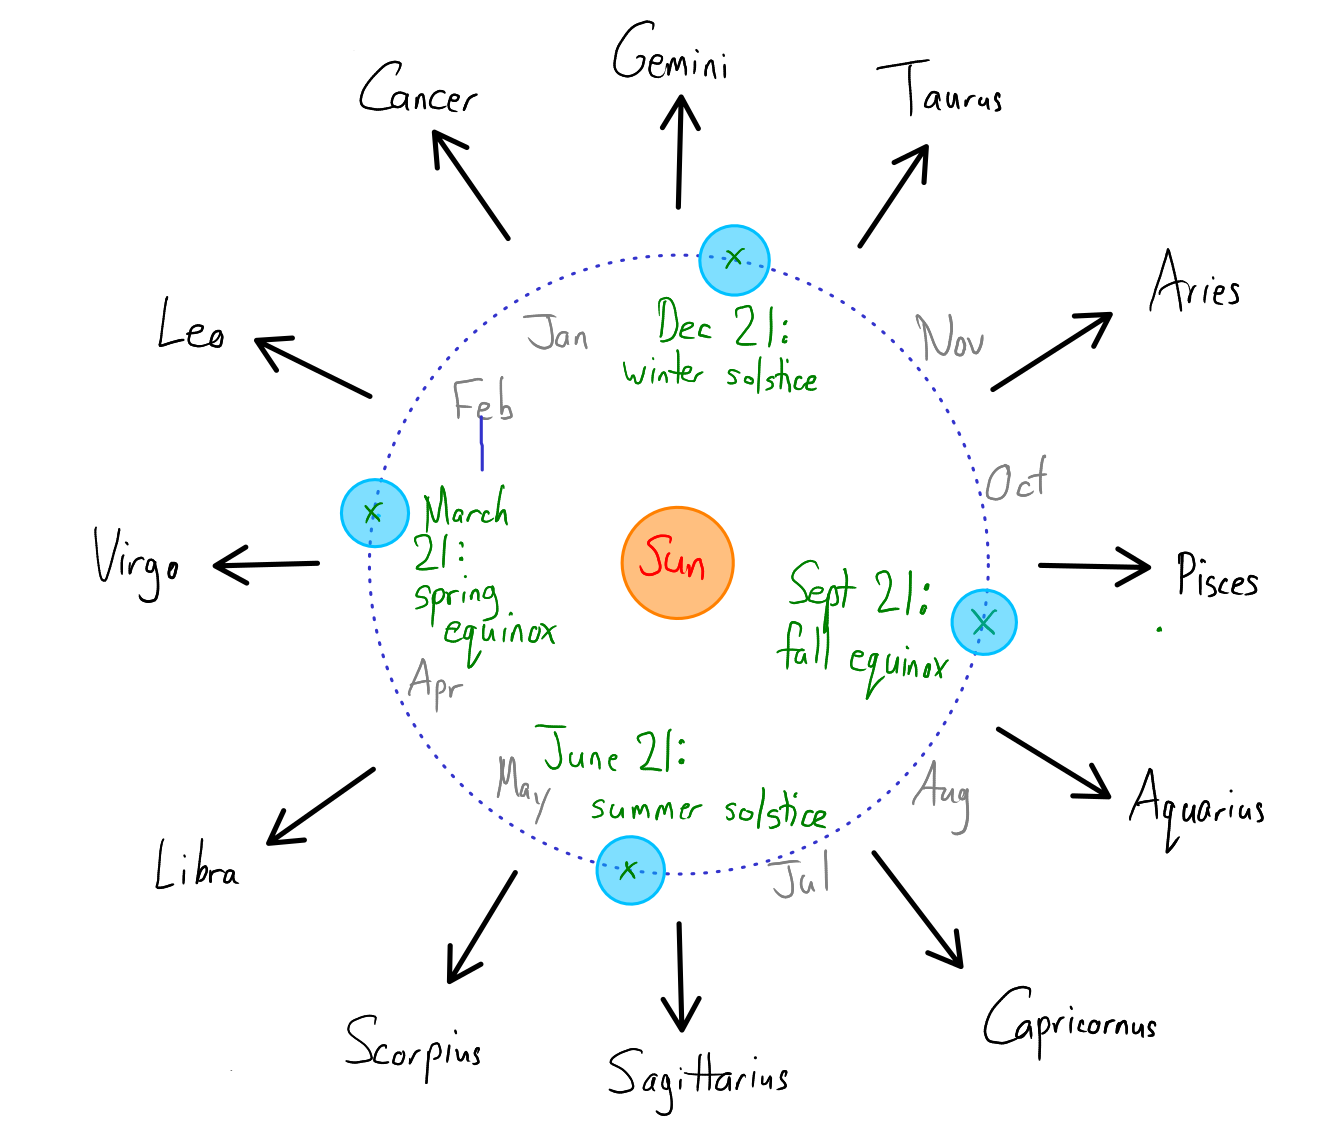 Gemini
Cancer
Taurus
Aries
Leo
Jan
Dec 21:
winter solstice
Nov
Feb
Oct
March
21:
spring
equinox
Virgo
Sun
Sept 21:
fall equinox
Pisces
Apr
June 21:
summer solstice
May
Aug
Jul
Aquarius
Libra
Scorpius
Sagittarius
Capricornus